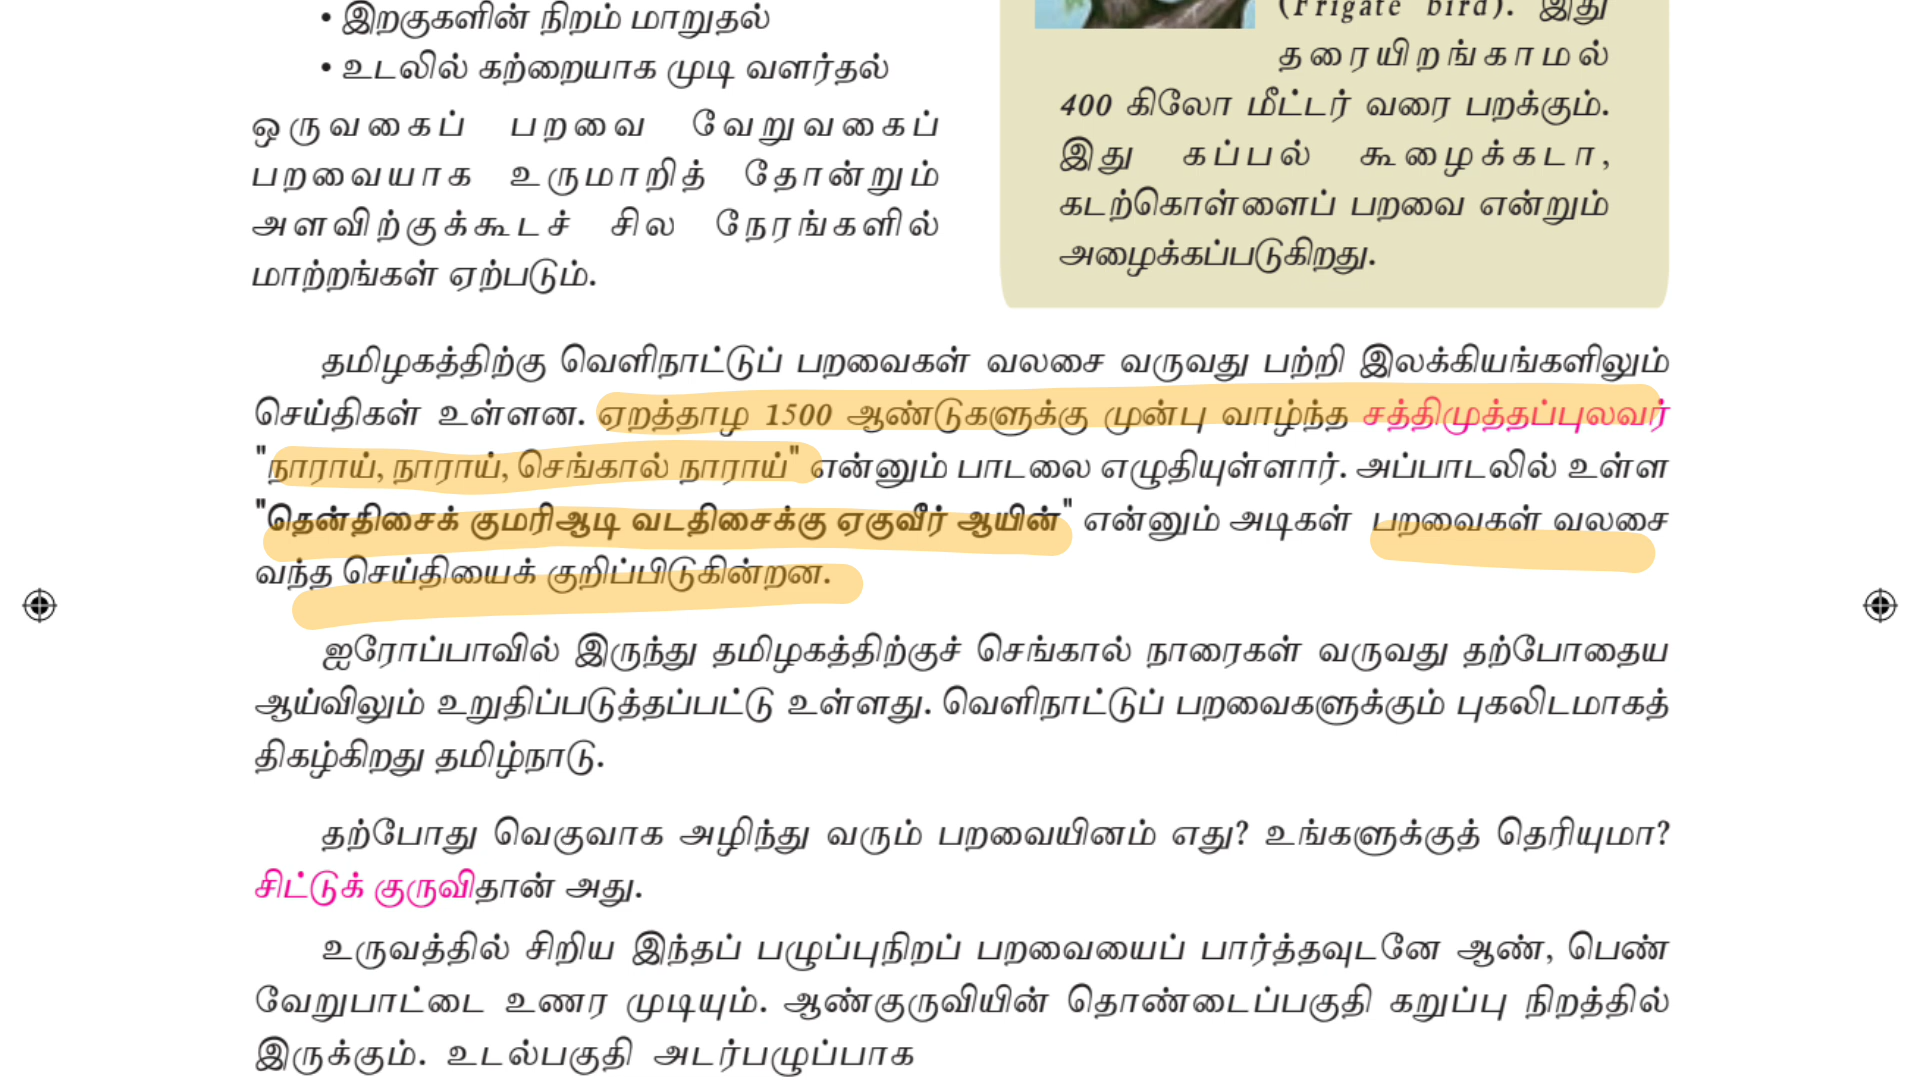 • இறகுகளின் நிறம் மாறுதல்
• உடலில் கற்றையாக முடி வளர்தல்
ஒருவகைப் பறவை வேறுவகைப்
பறவையாக உருமாறித் தோன்றும்
அளவிற்குக்கூடச் சில நேரங்களில்
மாற்றங்கள் ஏற்படும்.
(Frigate bird). இது
தரையிறங்காமல்
400 கிலோ மீட்டர் வரை பறக்கும்.
இது கப்பல் கூழைக்கடா,
கடற்கொள்ளைப் பறவை என்றும்
அழைக்கப்படுகிறது.
தமிழகத்திற்கு வெளிநாட்டுப் பறவைகள் வலசை வருவது பற்றி இலக்கியங்களிலும்
செய்திகள் உள்ளன. ஏறத்தாழ 1500 ஆண்டுகளுக்கு முன்பு வாழ்ந்த சத்திமுத்தப்புலவர்
"நாராய், நாராய், செங்கால் நாராய்" என்னும் பாடலை எழுதியுள்ளார். அப்பாடலில் உள்ள
"தென்திசைக் குமரிஆடி வடதிசைக்கு ஏகுவீர் ஆயின்" என்னும் அடிகள் பறவைகள் வலசை
வந்த செய்தியைக் குறிப்பிடுகின்றன.
ஐரோப்பாவில் இருந்து தமிழகத்திற்குச் செங்கால் நாரைகள் வருவது தற்போதைய
ஆய்விலும் உறுதிப்படுத்தப்பட்டு உள்ளது. வெளிநாட்டுப் பறவைகளுக்கும் புகலிடமாகத்
திகழ்கிறது தமிழ்நாடு.
தற்போது வெகுவாக அழிந்து வரும் பறவையினம் எது? உங்களுக்குத் தெரியுமா?
சிட்டுக் குருவிதான் அது.
உருவத்தில் சிறிய இந்தப் பழுப்புநிறப் பறவையைப் பார்த்தவுடனே ஆண், பெண்
வேறுபாட்டை உணர முடியும். ஆண்குருவியின் தொண்டைப்பகுதி கறுப்பு நிறத்தில்
இருக்கும். உடல்பகுதி அடர்பழுப்பாக